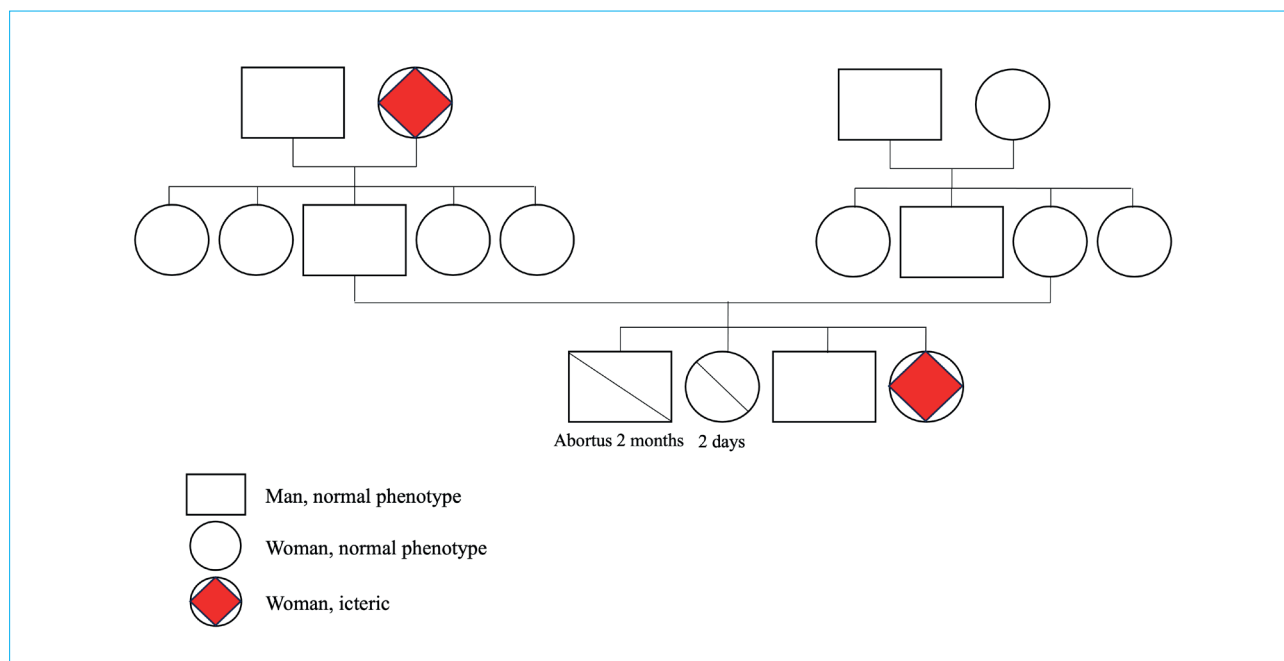 Abortus 2 months
2 days
Man, normal phenotype
Woman, normal phenotype
Woman, icteric